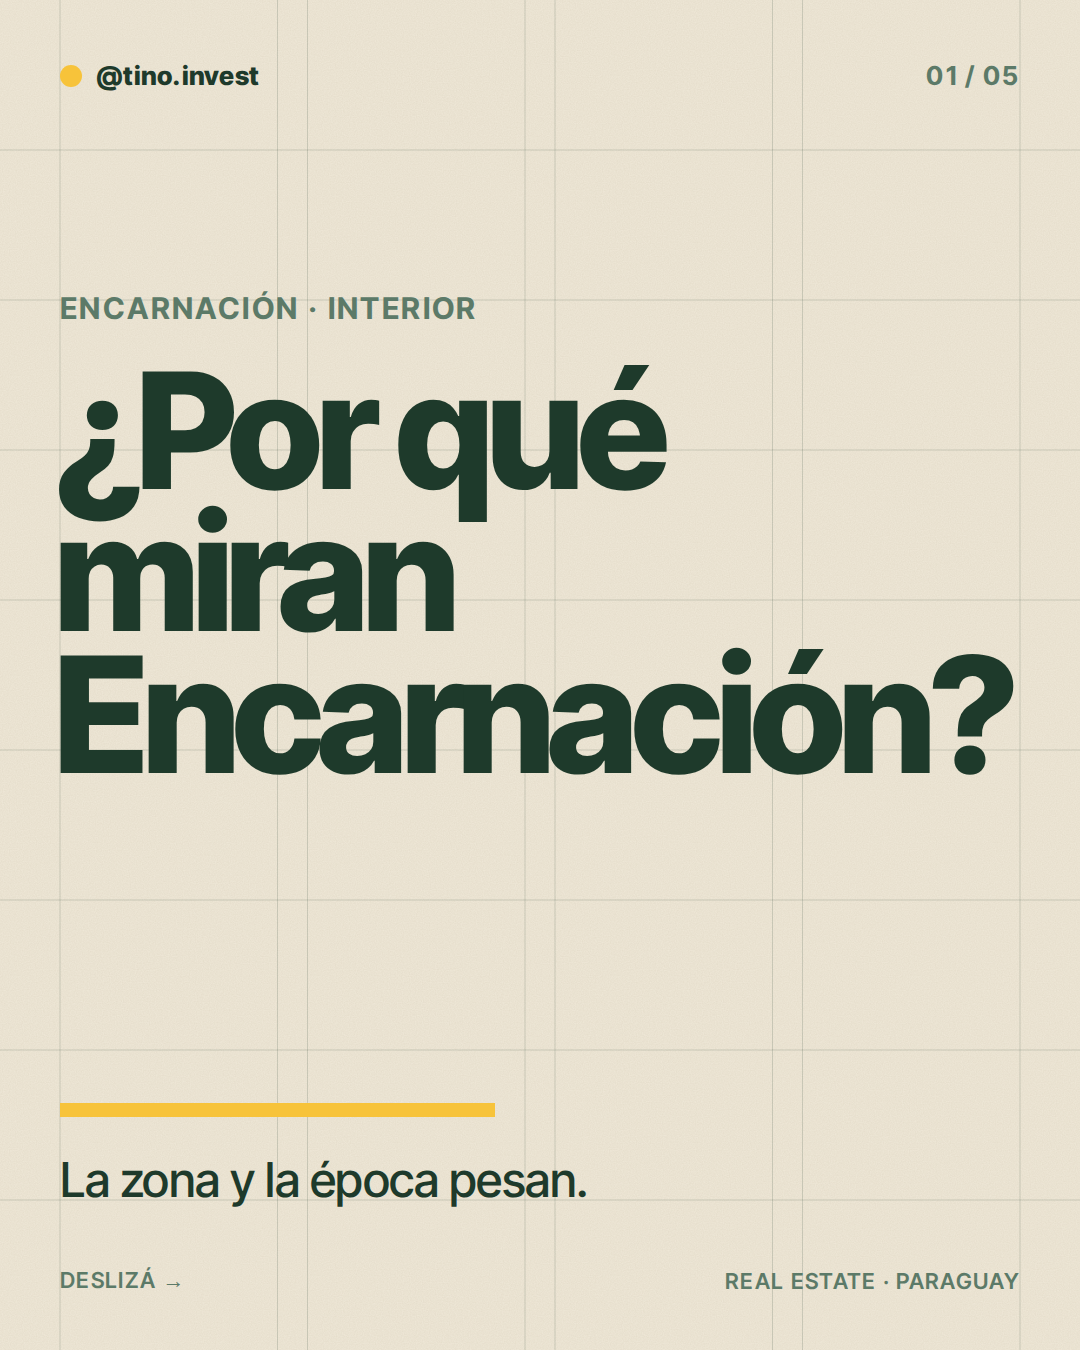 @tino.invest
01 / 05
ENCARNACIÓN · INTERIOR
¿Por qué
miran
Encarnación?
La zona y la época pesan.
DESLIZÁ →
REAL ESTATE · PARAGUAY